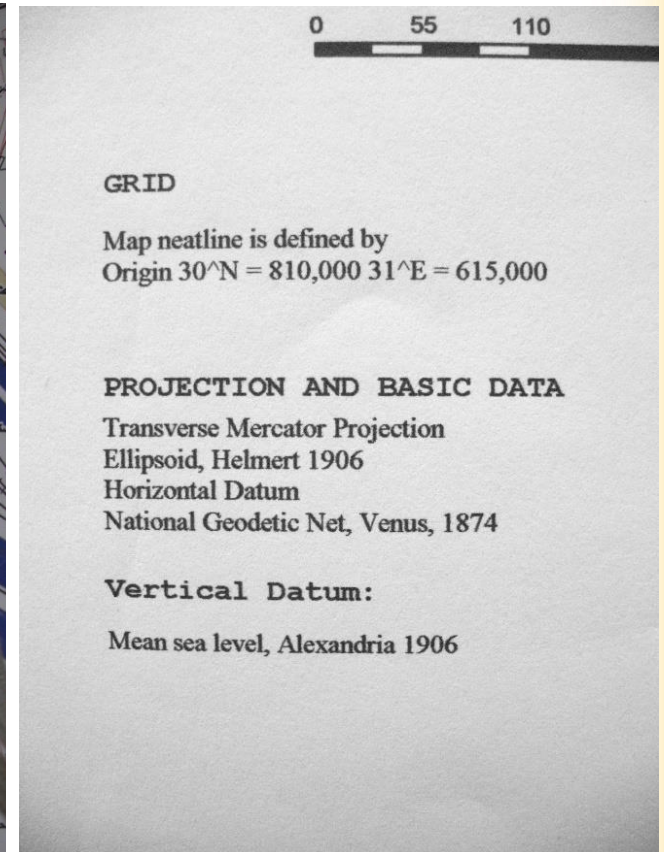 0 55 110
GRID
Map neatline is defined by
Origin 30^N = 810,000 31^E = 615,000
PROJECTION AND BASIC DATA
Transverse Mercator Projection
Ellipsoid, Helmert 1906
Horizontal Datum
National Geodetic Net, Venus, 1874
Vertical Datum:
Mean sea level, Alexandria 1906